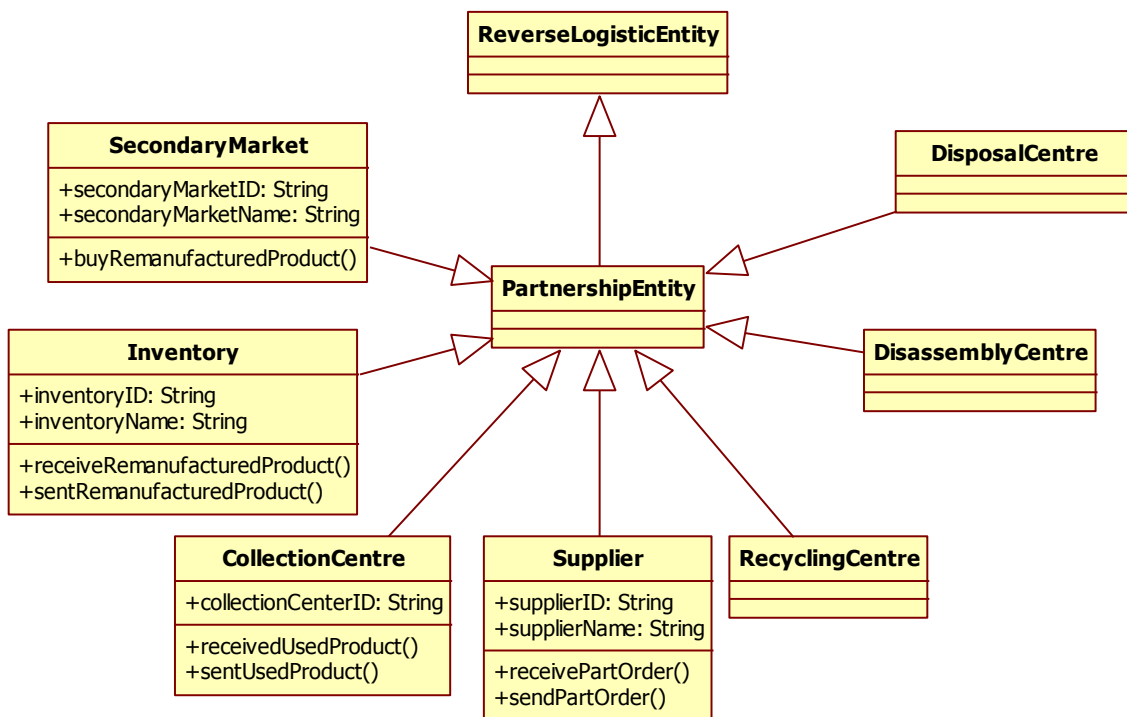 ReverseLogisticEntity
SecondaryMarket
+secondaryMarketID: String
+secondaryMarketName: String
+buyRemanufacturedProduct()
DisposalCentre
PartnershipEntity
Inventory
+inventoryID: String
+inventoryName: String
+receiveRemanufacturedProduct()
+sentRemanufacturedProduct()
DisassemblyCentre
CollectionCentre
+collectionCenterID: String
+receivedUsedProduct()
+sentUsedProduct()
Supplier
+supplierID: String
+supplierName: String
+receivePartOrder()
+sendPartOrder()
RecyclingCentre